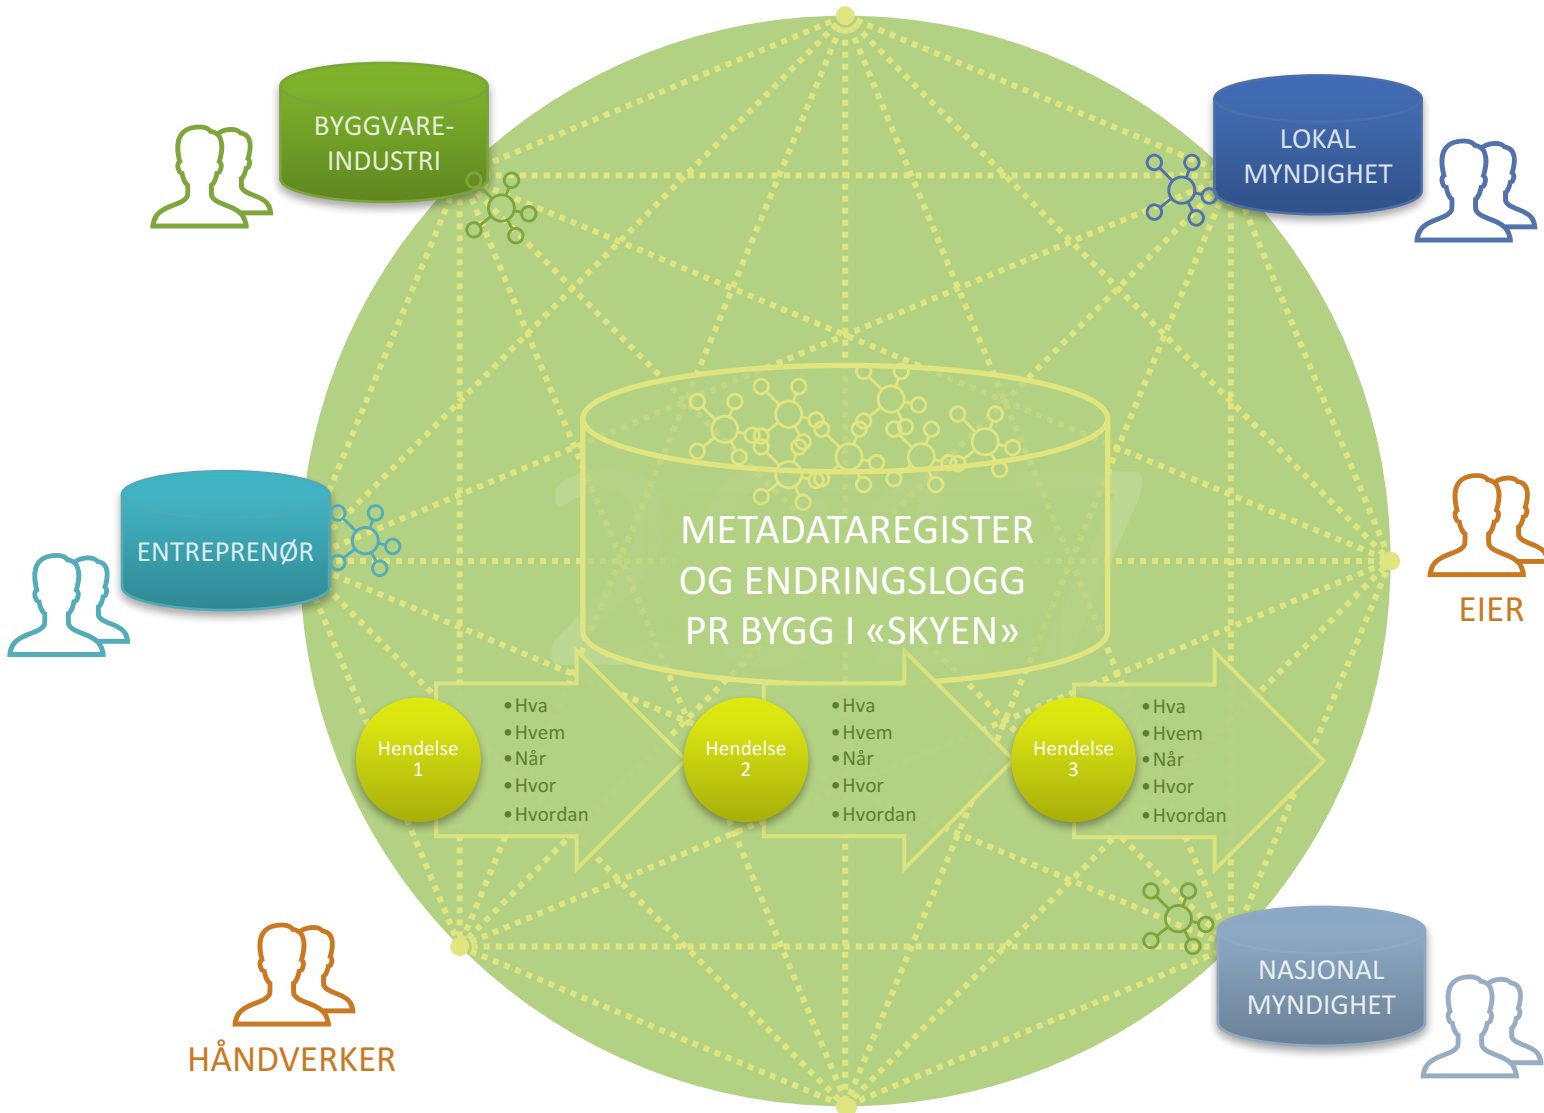 BYGGVARE-
INDUSTRI
LOKAL
MYNDIGHET
ENTREPRENØR
METADATAREGISTER
OG ENDRINGSLOGG
PR BYGG I «SKYEN»
EIER
Hendelse
1
•Hva
•Hvem
•Når
•Hvor
•Hvordan
Hendelse
2
•Hva
•Hvem
•Når
•Hvor
•Hvordan
Hendelse
3
•Hva
•Hvem
•Når
•Hvor
•Hvordan
HÅNDVERKER
NASJONAL
MYNDIGHET